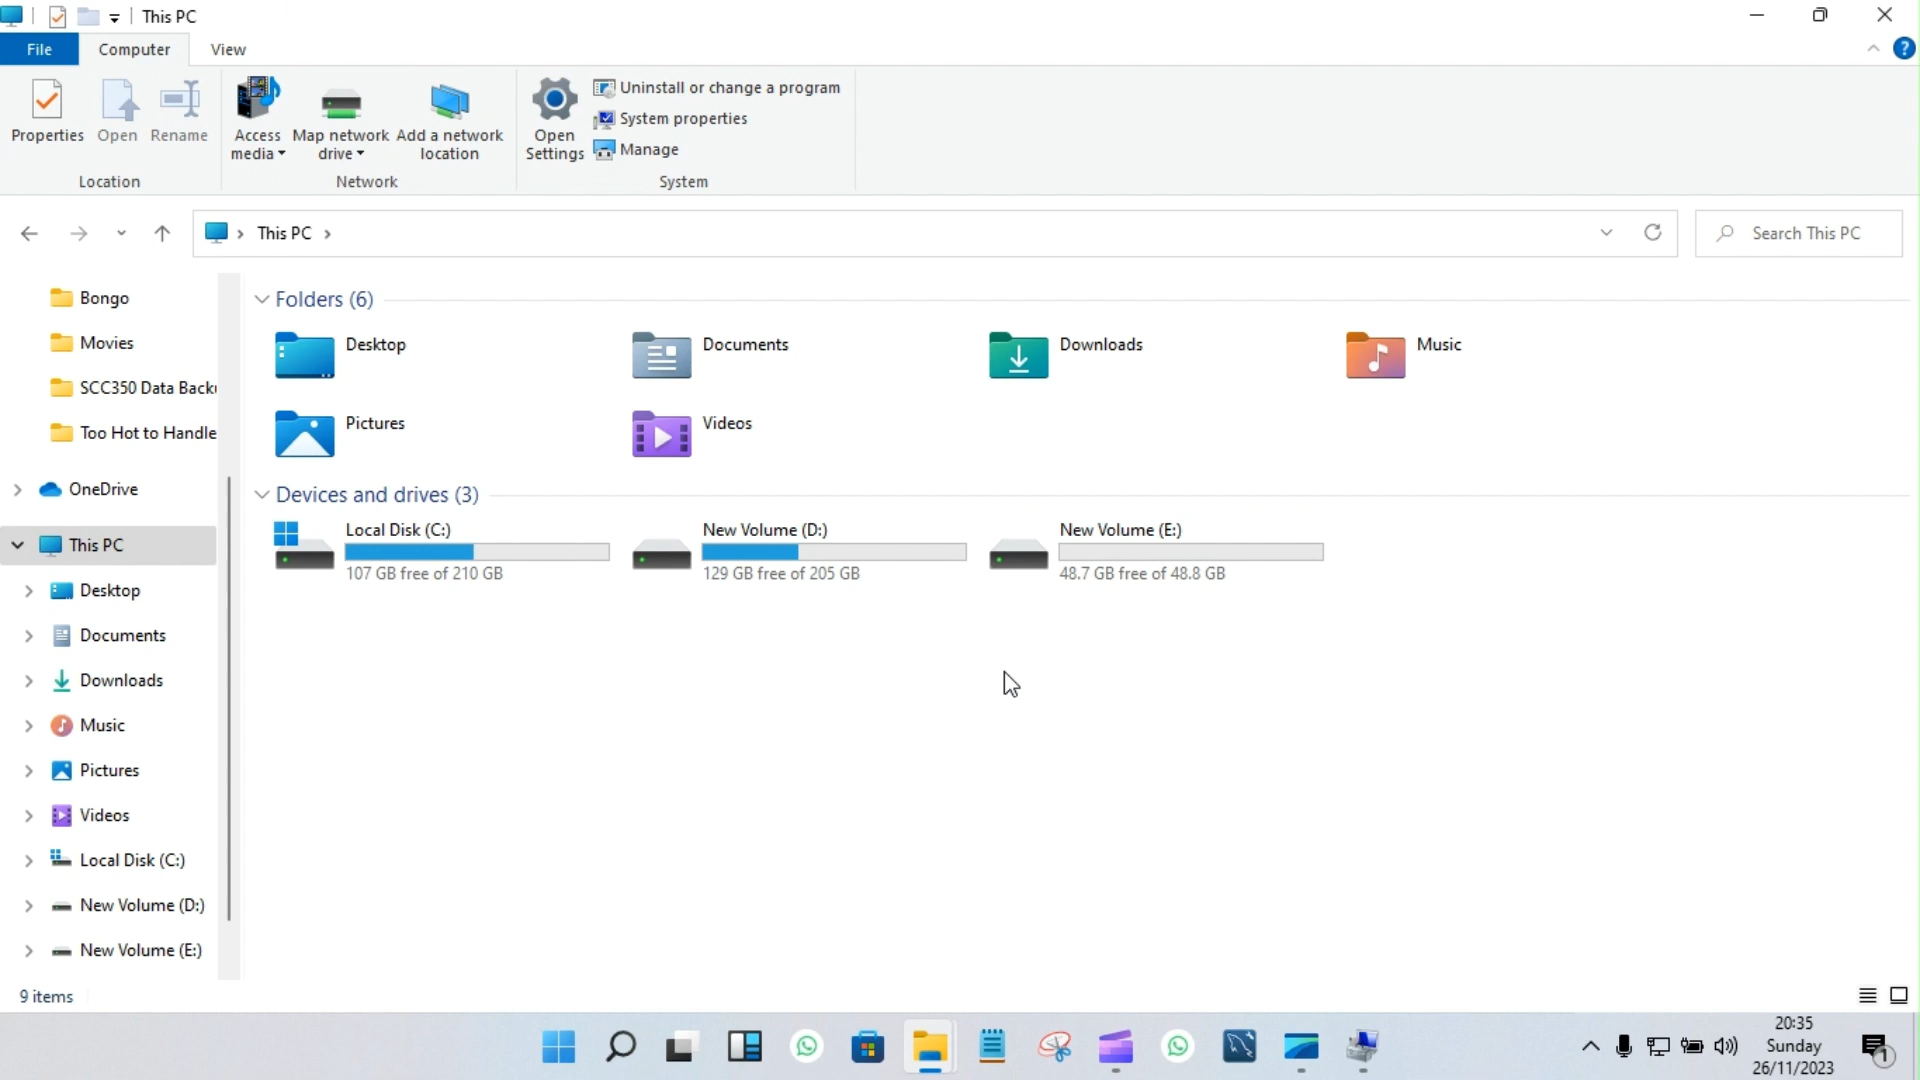 This PC
File
Computer
View
Properties
Open
Rename
Access
media
Map network
drive
Add a network
location
Open
Settings
Uninstall or change a program
System properties
Manage
Location
Network
System
This PC
Search This PC
Bongo
Movies
SCC350 Data Backu
Too Hot to Handle
OneDrive
This PC
Desktop
Documents
Downloads
Music
Pictures
Videos
Local Disk (C:)
New Volume (D:)
New Volume (E:)
Folders (6)
Desktop
Documents
Downloads
Music
Pictures
Videos
Devices and drives (3)
Local Disk (C:)
107 GB free of 210 GB
New Volume (D:)
129 GB free of 205 GB
New Volume (E:)
48.7 GB free of 48.8 GB
9 items
20:35
Sunday
26/11/2023
1